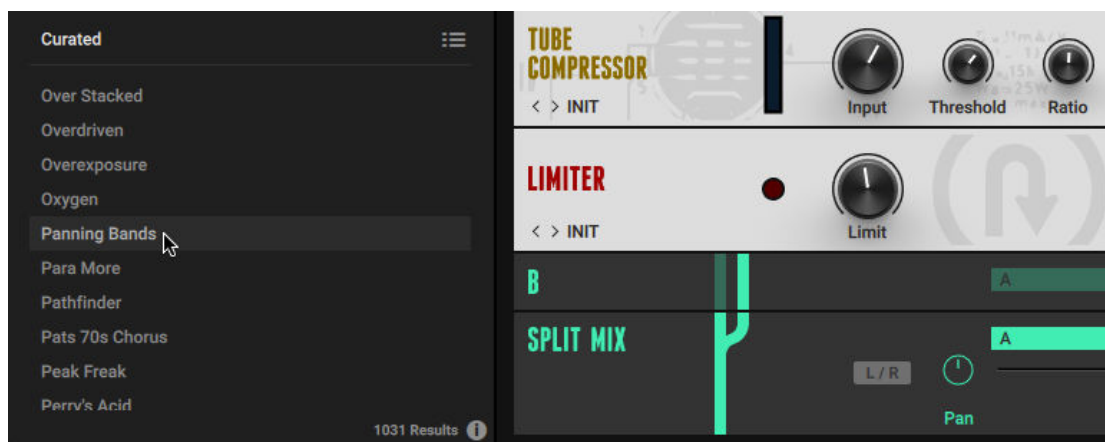 Curated
Over Stacked
Overdriven
Overexposure
Oxygen
Panning Bands
Para More
Pathfinder
Pats 70s Chorus
Peak Freak
Perry's Acid
1031 Results
TUBE
COMPRESSOR
< > INIT
Input
Threshold
Ratio
LIMITER
< > INIT
Limit
B
A
SPLIT MIX
A
L / R
Pan